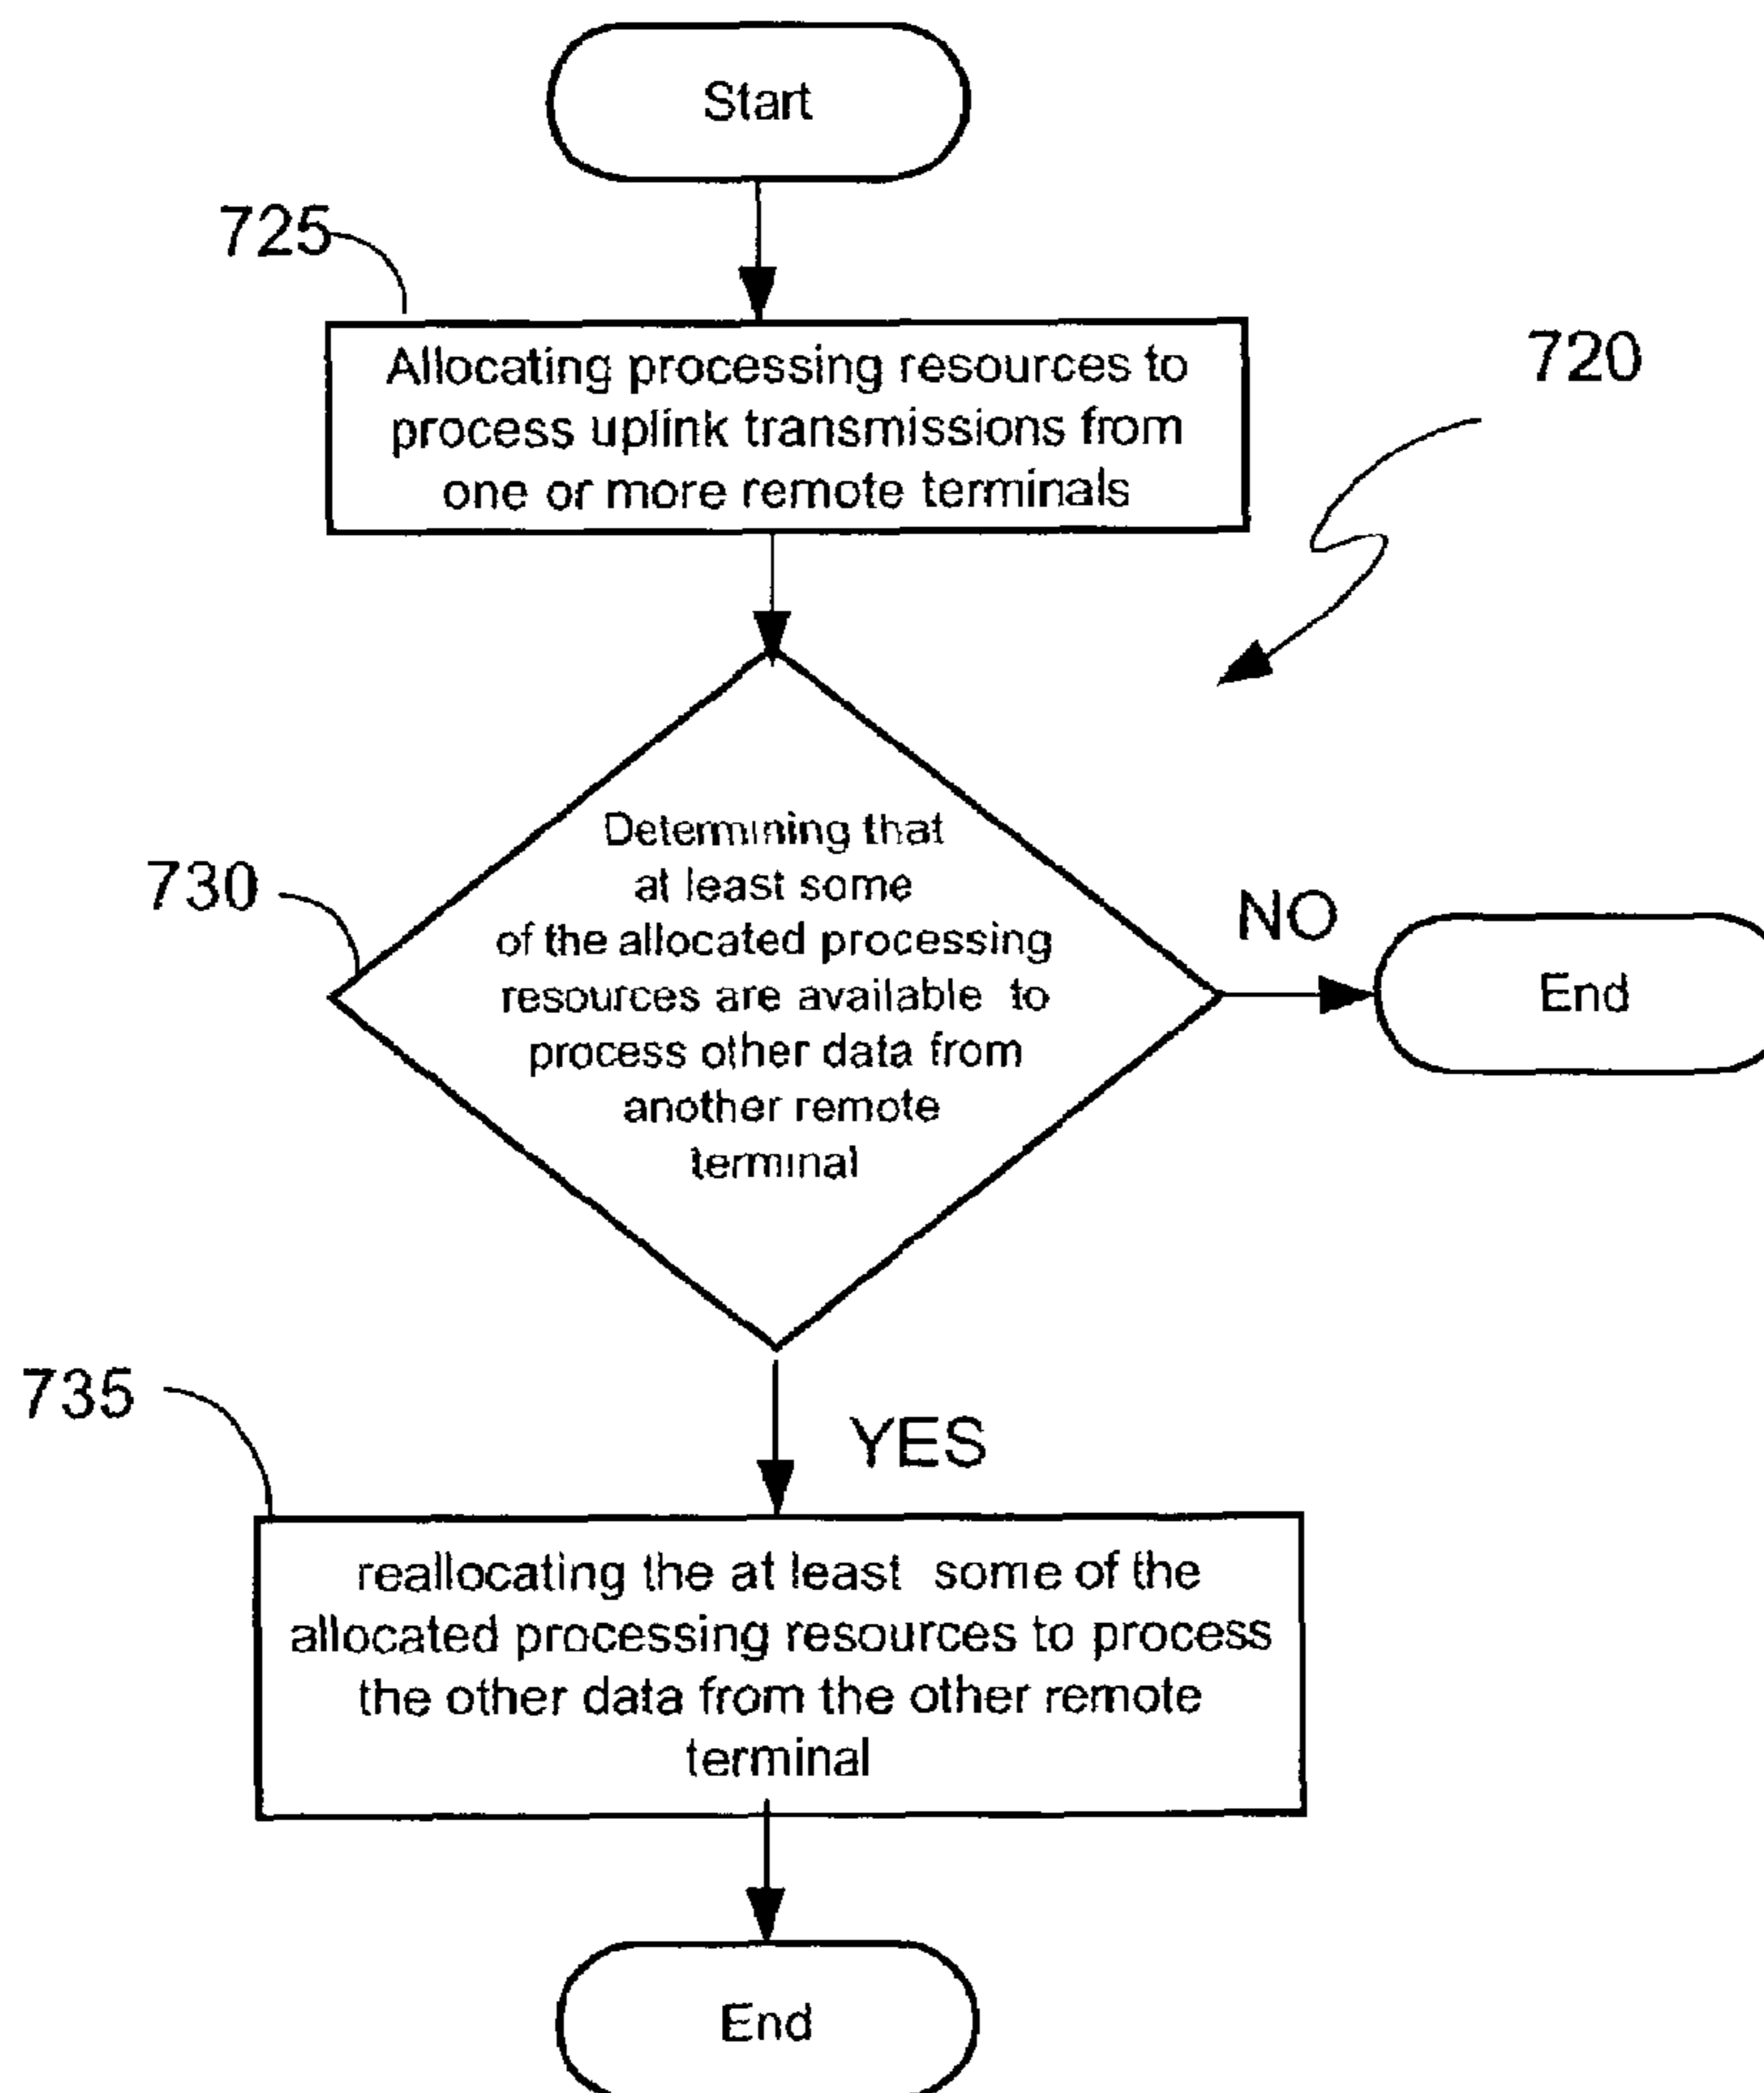 Start
725
Allocating processing resources to
process uplink transmissions from
one or more remote terminals
720
Determining that
at least some
of the allocated processing
resources are available to
process other data from
another remote
terminal
730
NO
End
735
YES
reallocating the at least some of the
allocated processing resources to process
the other data from the other remote
terminal
End